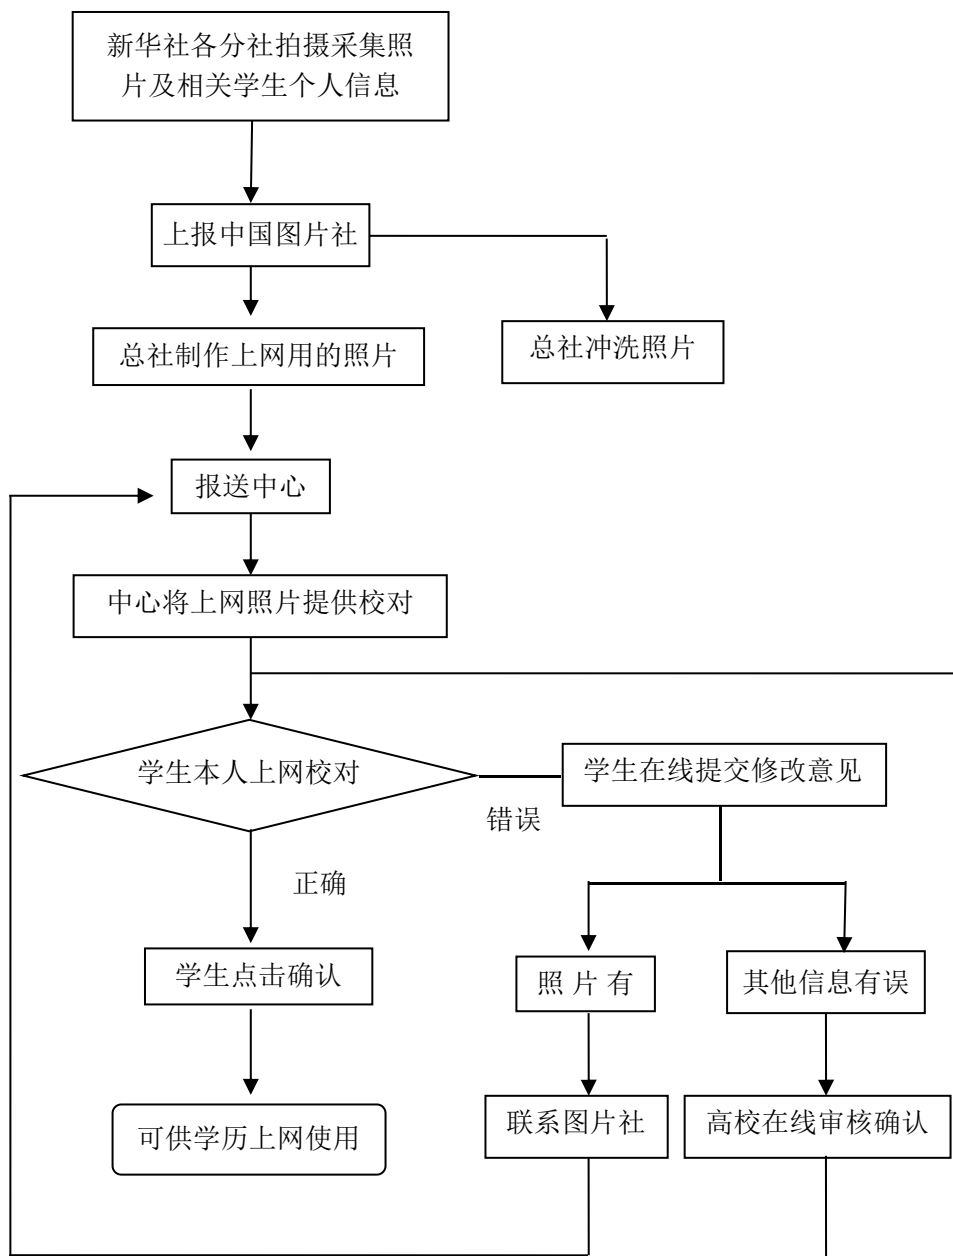 新华社各分社拍摄采集照
片及相关学生个人信息
上报中国图片社
总社制作上网用的照片
总社冲洗照片
报送中心
中心将上网照片提供校对
学生本人上网校对
学生在线提交修改意见
错误
正确
学生点击确认
照 片 有
其他信息有误
可供学历上网使用
联系图片社
高校在线审核确认